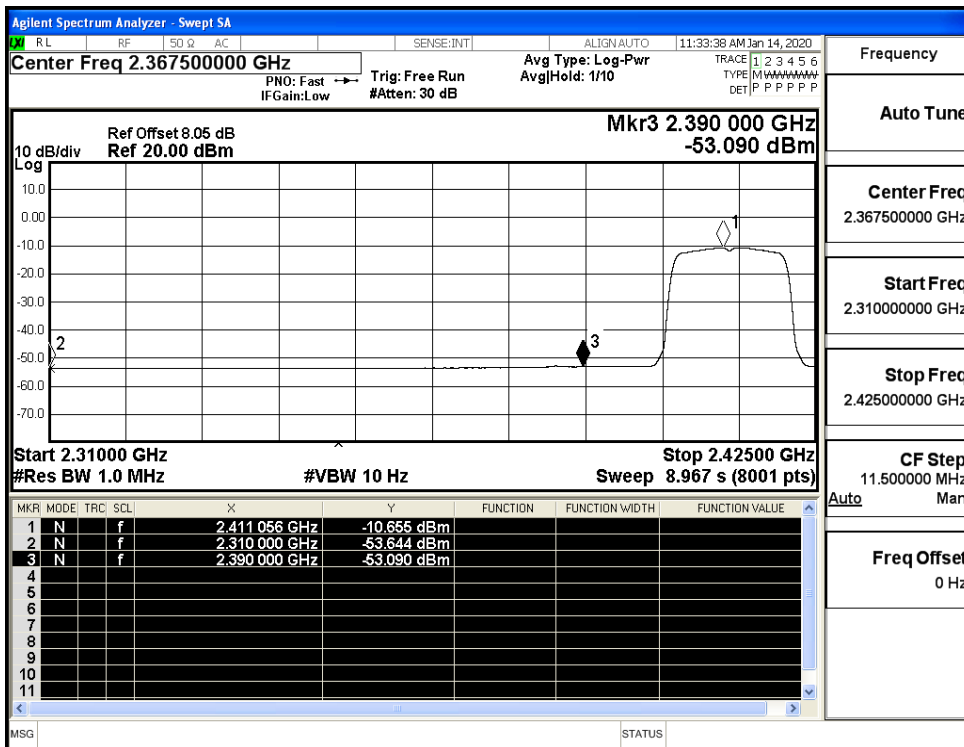 Agilent Spectrum Analyzer - Swept SA
LXI RL RF 50 Ω AC SENSE:INT ALIGN AUTO 11:33:38 AM Jan 14, 2020
Center Freq 2.367500000 GHz
PNO: Fast
IFGain:Low
Trig: Free Run
#Atten: 30 dB
Avg Type: Log-Pwr
Avg|Hold: 1/10
TRACE 1 2 3 4 5 6
TYPE M W W W W W
DET P P P P P P
Mkr3 2.390 000 GHz
-53.090 dBm
Ref Offset 8.05 dB
10 dB/div Ref 20.00 dBm
Log
10.0
0.00
-10.0
-20.0
-30.0
-40.0
-50.0
-60.0
-70.0
1
2
3
Start 2.31000 GHz Stop 2.42500 GHz
#Res BW 1.0 MHz #VBW 10 Hz Sweep 8.967 s (8001 pts)
MKR MODE TRC SCL X Y FUNCTION FUNCTION WIDTH FUNCTION VALUE
1 N f 2.411 056 GHz -10.655 dBm
2 N f 2.310 000 GHz -53.644 dBm
3 N f 2.390 000 GHz -53.090 dBm
4
5
6
7
8
9
10
11
MSG STATUS
Frequency
Auto Tune
Center Freq
2.367500000 GHz
Start Freq
2.310000000 GHz
Stop Freq
2.425000000 GHz
CF Step
11.500000 MHz
Auto Man
Freq Offset
0 Hz